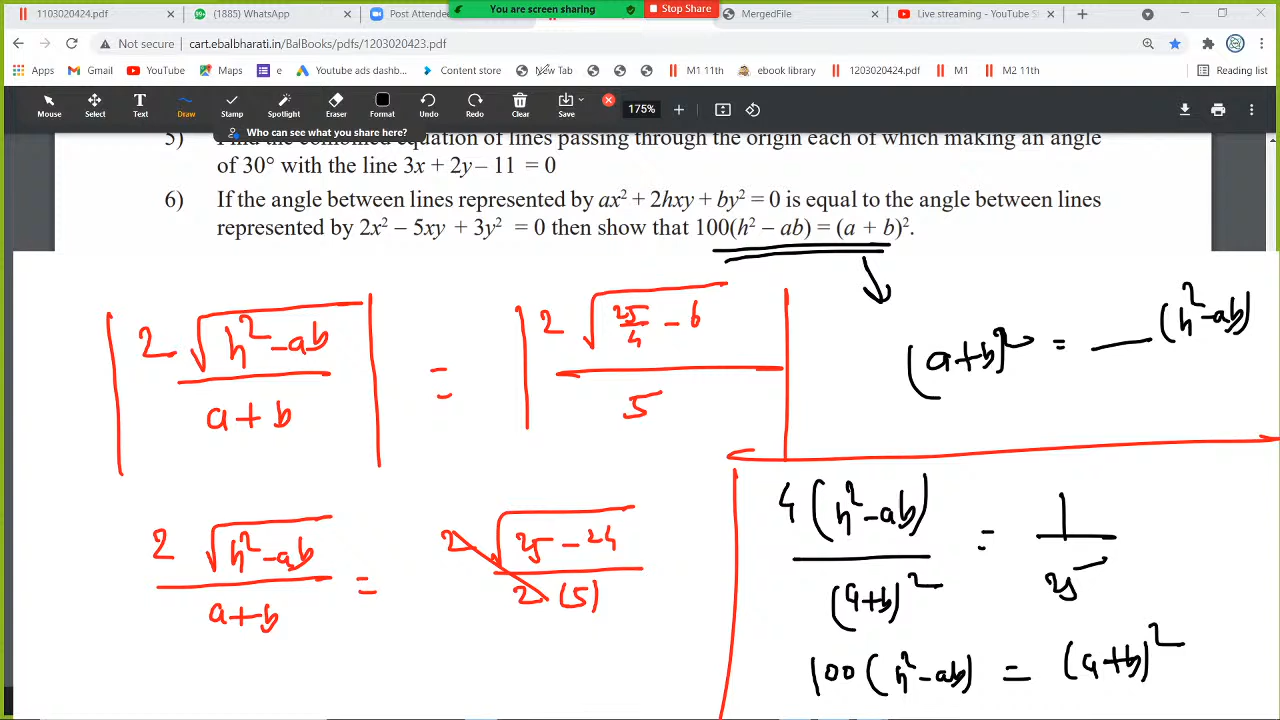 1103020424.pdf × (1885) WhatsApp × Post Attende You are screen sharing Stop Share MergedFile × Live streaming - YouTube S ×
Not secure | cart.ebalbharati.in/BalBooks/pdfs/1203020423.pdf
Apps Gmail YouTube Maps e Youtube ads dashb... Content store New Tab M1 11th ebook library 1203020424.pdf M1 M2 11th Reading list
Mouse Select Text Draw Stamp Spotlight Eraser Format Undo Redo Clear Save 175%
Who can see what you share here?
5) Find the combined equation of lines passing through the origin each of which making an angle
of 30° with the line 3x + 2y – 11 = 0
6) If the angle between lines represented by ax² + 2hxy + by² = 0 is equal to the angle between lines
represented by 2x² – 5xy + 3y² = 0 then show that 100(h² – ab) = (a + b)².
|2√(h²-ab) / (a+b)| = |2√(25/4 - 6) / 5|
(a+b)² = —(h²-ab)
2√(h²-ab) / (a+b) = 2√(25-24) / 2(5)
4(h²-ab) / (a+b)² = 1 / 25
100(h²-ab) = (a+b)²